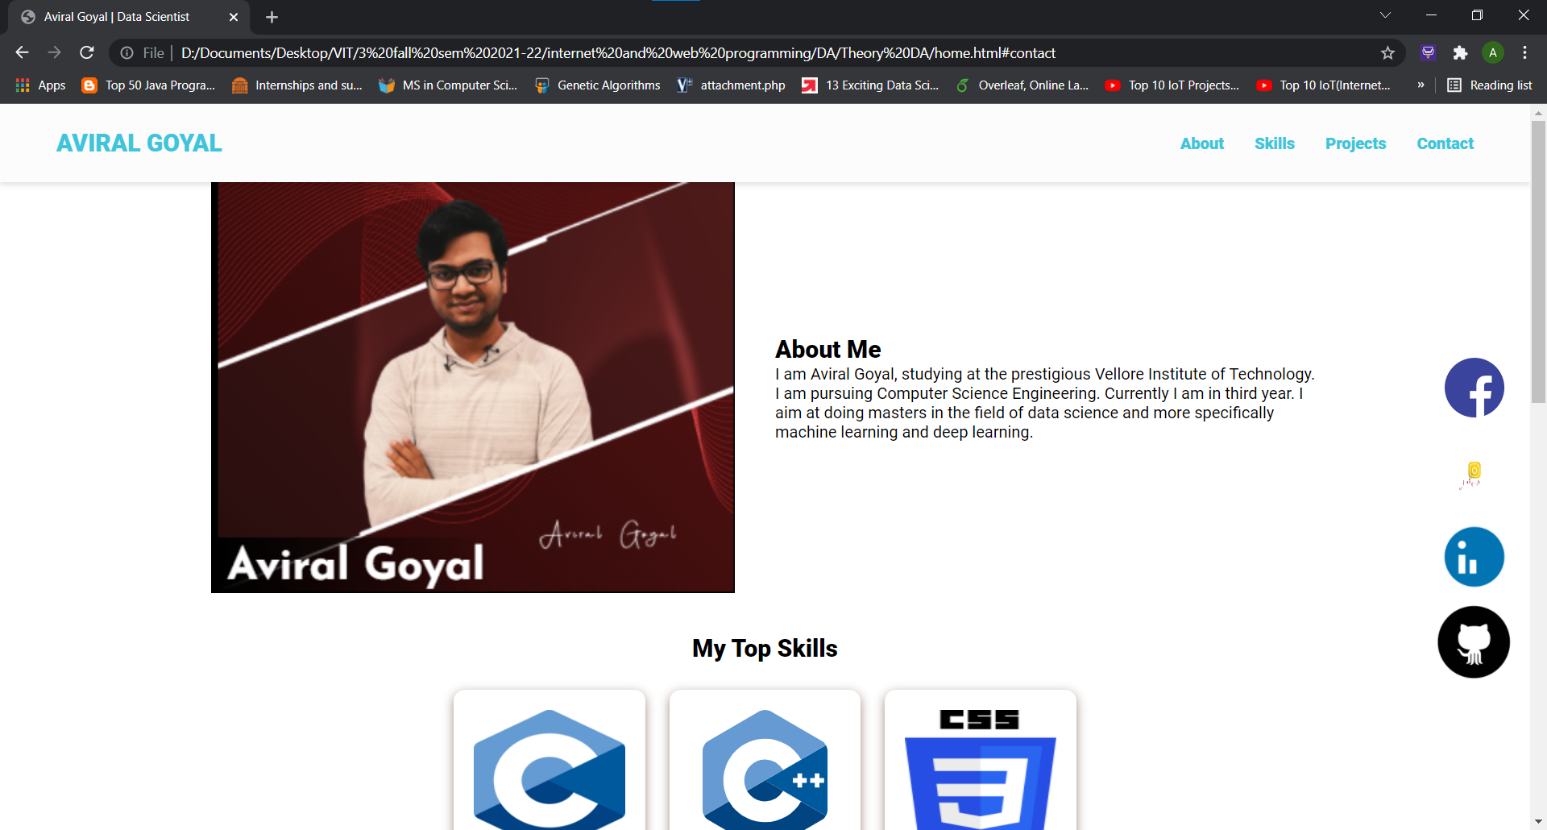 Aviral Goyal | Data Scientist
File | D:/Documents/Desktop/VIT/3%20fall%20sem%202021-22/internet%20and%20web%20programming/DA/Theory%20DA/home.html#contact
A
Apps Top 50 Java Progra... Internships and su... MS in Computer Sci... Genetic Algorithms attachment.php 13 Exciting Data Sci... Overleaf, Online La... Top 10 IoT Projects... Top 10 IoT(Internet... » Reading list
AVIRAL GOYAL About Skills Projects Contact
Aviral Goyal
Aviral Goyal
About Me
I am Aviral Goyal, studying at the prestigious Vellore Institute of Technology.
I am pursuing Computer Science Engineering. Currently I am in third year. I
aim at doing masters in the field of data science and more specifically
machine learning and deep learning.
f
in
My Top Skills
C
C++
CSS
3